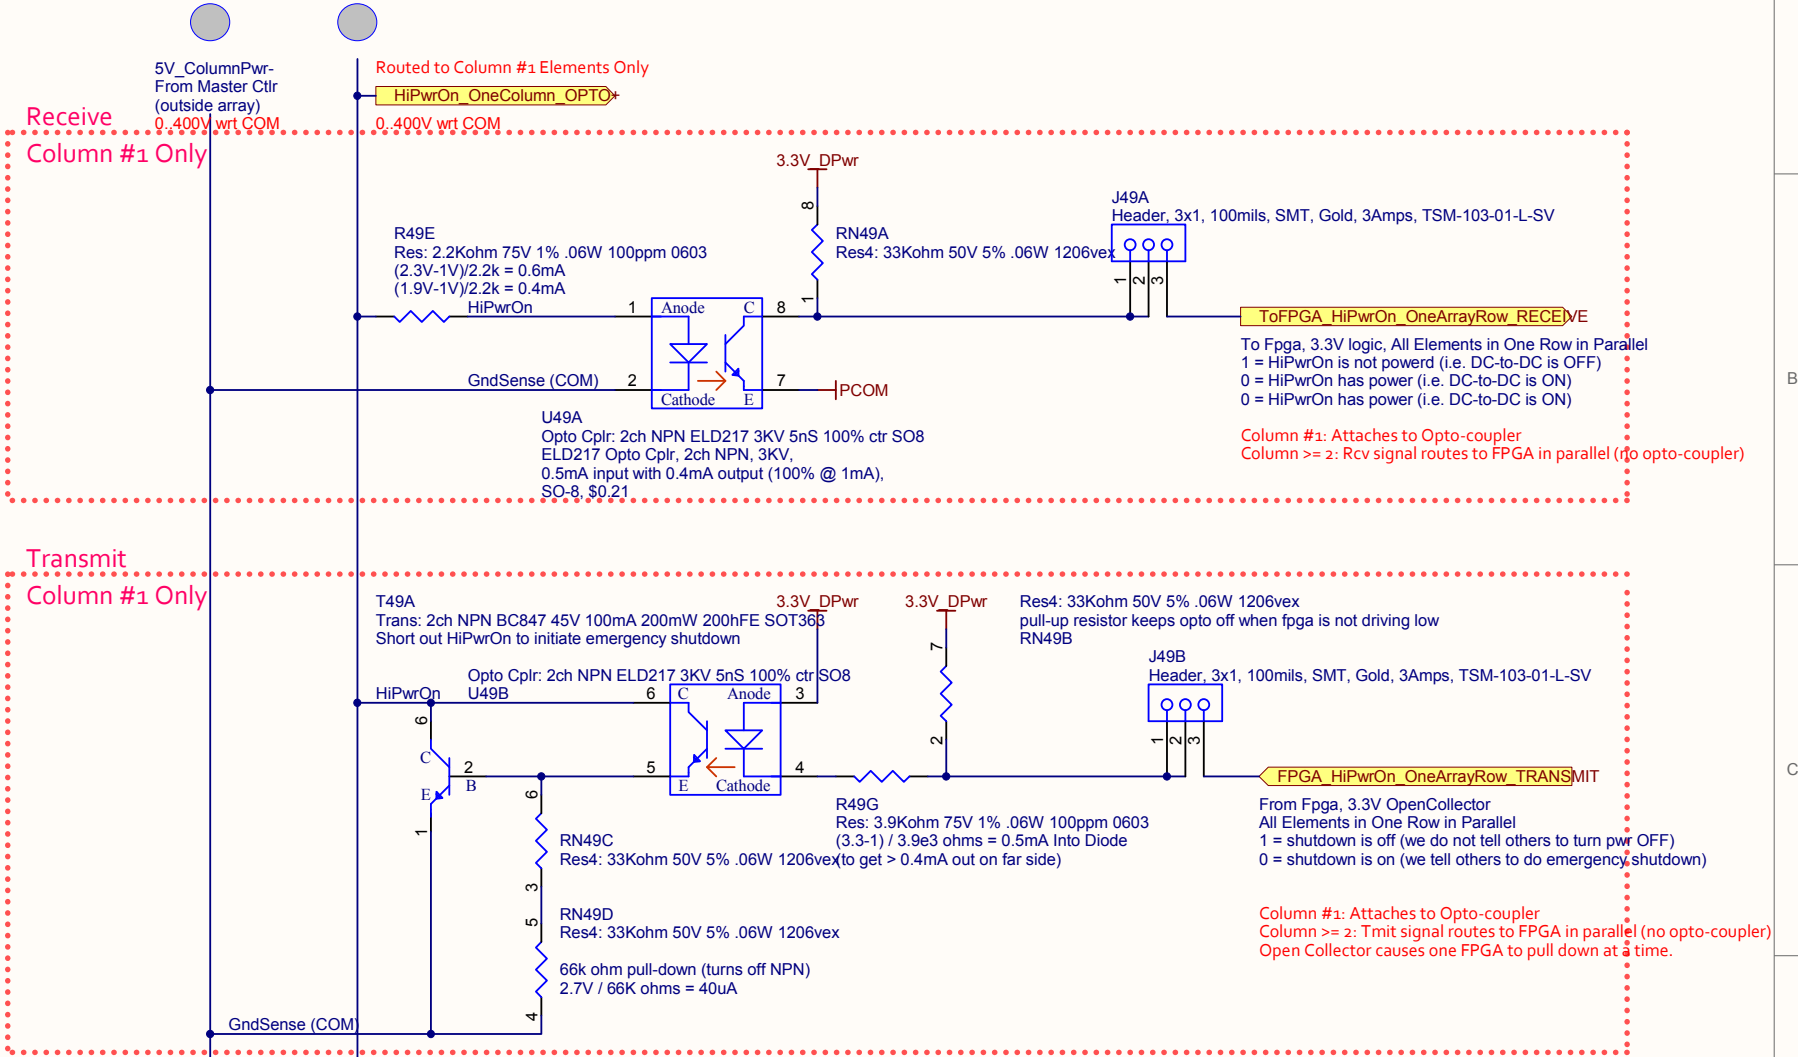 5V_ColumnPwr-
From Master Ctlr
(outside array)
0..400V wrt COM
Routed to Column #1 Elements Only
HiPwrOn_OneColumn_OPTO+
0..400V wrt COM
Receive
Column #1 Only
3.3V_DPwr
8
RN49A
Res4: 33Kohm 50V 5% .06W 1206vex
1
J49A
Header, 3x1, 100mils, SMT, Gold, 3Amps, TSM-103-01-L-SV
1
2
3
R49E
Res: 2.2Kohm 75V 1% .06W 100ppm 0603
(2.3V-1V)/2.2k = 0.6mA
(1.9V-1V)/2.2k = 0.4mA
HiPwrOn
1
Anode
C
8
GndSense (COM)
2
Cathode
E
7
PCOM
U49A
Opto Cplr: 2ch NPN ELD217 3KV 5nS 100% ctr SO8
ELD217 Opto Cplr, 2ch NPN, 3KV,
0.5mA input with 0.4mA output (100% @ 1mA),
SO-8, $0.21
ToFPGA_HiPwrOn_OneArrayRow_RECEIVE
To Fpga, 3.3V logic, All Elements in One Row in Parallel
1 = HiPwrOn is not powerd (i.e. DC-to-DC is OFF)
0 = HiPwrOn has power (i.e. DC-to-DC is ON)
0 = HiPwrOn has power (i.e. DC-to-DC is ON)
Column #1: Attaches to Opto-coupler
Column >= 2: Rcv signal routes to FPGA in parallel (no opto-coupler)
B
Transmit
Column #1 Only
T49A
Trans: 2ch NPN BC847 45V 100mA 200mW 200hFE SOT363
Short out HiPwrOn to initiate emergency shutdown
3.3V_DPwr
3.3V_DPwr
Res4: 33Kohm 50V 5% .06W 1206vex
pull-up resistor keeps opto off when fpga is not driving low
RN49B
7
2
J49B
Header, 3x1, 100mils, SMT, Gold, 3Amps, TSM-103-01-L-SV
1
2
3
Opto Cplr: 2ch NPN ELD217 3KV 5nS 100% ctr SO8
HiPwrOn
U49B
6
C
Anode
3
5
E
Cathode
4
6
C
2
B
E
1
6
RN49C
Res4: 33Kohm 50V 5% .06W 1206vex
3
5
RN49D
Res4: 33Kohm 50V 5% .06W 1206vex
66k ohm pull-down (turns off NPN)
2.7V / 66K ohms = 40uA
4
R49G
Res: 3.9Kohm 75V 1% .06W 100ppm 0603
(3.3-1) / 3.9e3 ohms = 0.5mA Into Diode
(to get > 0.4mA out on far side)
FPGA_HiPwrOn_OneArrayRow_TRANSMIT
From Fpga, 3.3V OpenCollector
All Elements in One Row in Parallel
1 = shutdown is off (we do not tell others to turn pwr OFF)
0 = shutdown is on (we tell others to do emergency shutdown)
Column #1: Attaches to Opto-coupler
Column >= 2: Tmit signal routes to FPGA in parallel (no opto-coupler)
Open Collector causes one FPGA to pull down at a time.
C
GndSense (COM)